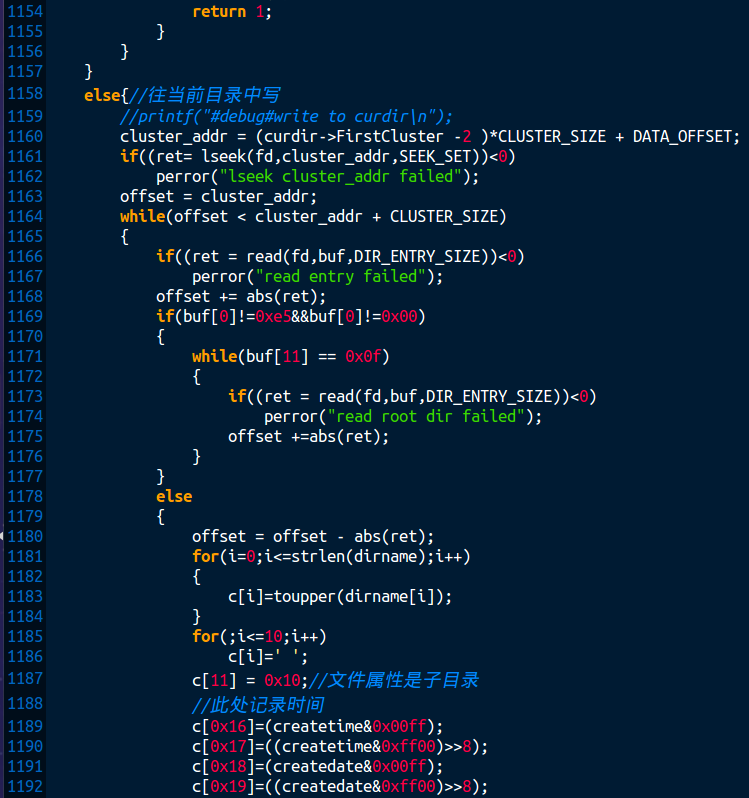 1154                 return 1;
1155             }
1156         }
1157     }
1158     else{//往当前目录中写
1159         //printf("#debug#write to curdir\n");
1160         cluster_addr = (curdir->FirstCluster -2 )*CLUSTER_SIZE + DATA_OFFSET;
1161         if((ret= lseek(fd,cluster_addr,SEEK_SET))<0)
1162             perror("lseek cluster_addr failed");
1163         offset = cluster_addr;
1164         while(offset < cluster_addr + CLUSTER_SIZE)
1165         {
1166             if((ret = read(fd,buf,DIR_ENTRY_SIZE))<0)
1167                 perror("read entry failed");
1168             offset += abs(ret);
1169             if(buf[0]!=0xe5&&buf[0]!=0x00)
1170             {
1171                 while(buf[11] == 0x0f)
1172                 {
1173                     if((ret = read(fd,buf,DIR_ENTRY_SIZE))<0)
1174                         perror("read root dir failed");
1175                     offset +=abs(ret);
1176                 }
1177             }
1178             else
1179             {
1180                 offset = offset - abs(ret);
1181                 for(i=0;i<=strlen(dirname);i++)
1182                 {
1183                     c[i]=toupper(dirname[i]);
1184                 }
1185                 for(;i<=10;i++)
1186                     c[i]=' ';
1187                 c[11] = 0x10;//文件属性是子目录
1188                 //此处记录时间
1189                 c[0x16]=(createtime&0x00ff);
1190                 c[0x17]=((createtime&0xff00)>>8);
1191                 c[0x18]=(createdate&0x00ff);
1192                 c[0x19]=((createdate&0xff00)>>8);